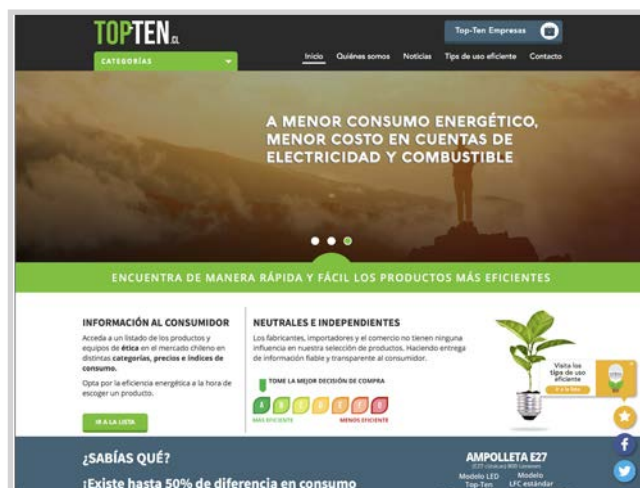 TOPTEN.CL
Top-Ten Empresas
CATEGORÍAS
Inicio Quiénes somos Noticias Tips de uso eficiente Contacto
A MENOR CONSUMO ENERGÉTICO,
MENOR COSTO EN CUENTAS DE
ELECTRICIDAD Y COMBUSTIBLE
ENCUENTRA DE MANERA RÁPIDA Y FÁCIL LOS PRODUCTOS MÁS EFICIENTES
INFORMACIÓN AL CONSUMIDOR
Acceda a un listado de los productos y
equipos de ética en el mercado chileno en
distintas categorías, precios e índices de
consumo.
Opta por la eficiencia energética a la hora de
escoger un producto.
IR A LA LISTA
NEUTRALES E INDEPENDIENTES
Los fabricantes, importadores y el comercio no tienen ninguna
influencia en nuestra selección de productos. Haciendo entrega
de información fiable y transparente al consumidor.
TOME LA MEJOR DECISIÓN DE COMPRA
A B C D E F G
MÁS EFICIENTE MENOS EFICIENTE
Visita los
tips de uso
eficiente
Ir a la lista
¿SABÍAS QUÉ?
¡Existe hasta 50% de diferencia en consumo
AMPOLLETA E27
Modelo LED
Top-Ten
Modelo
LFC estándar